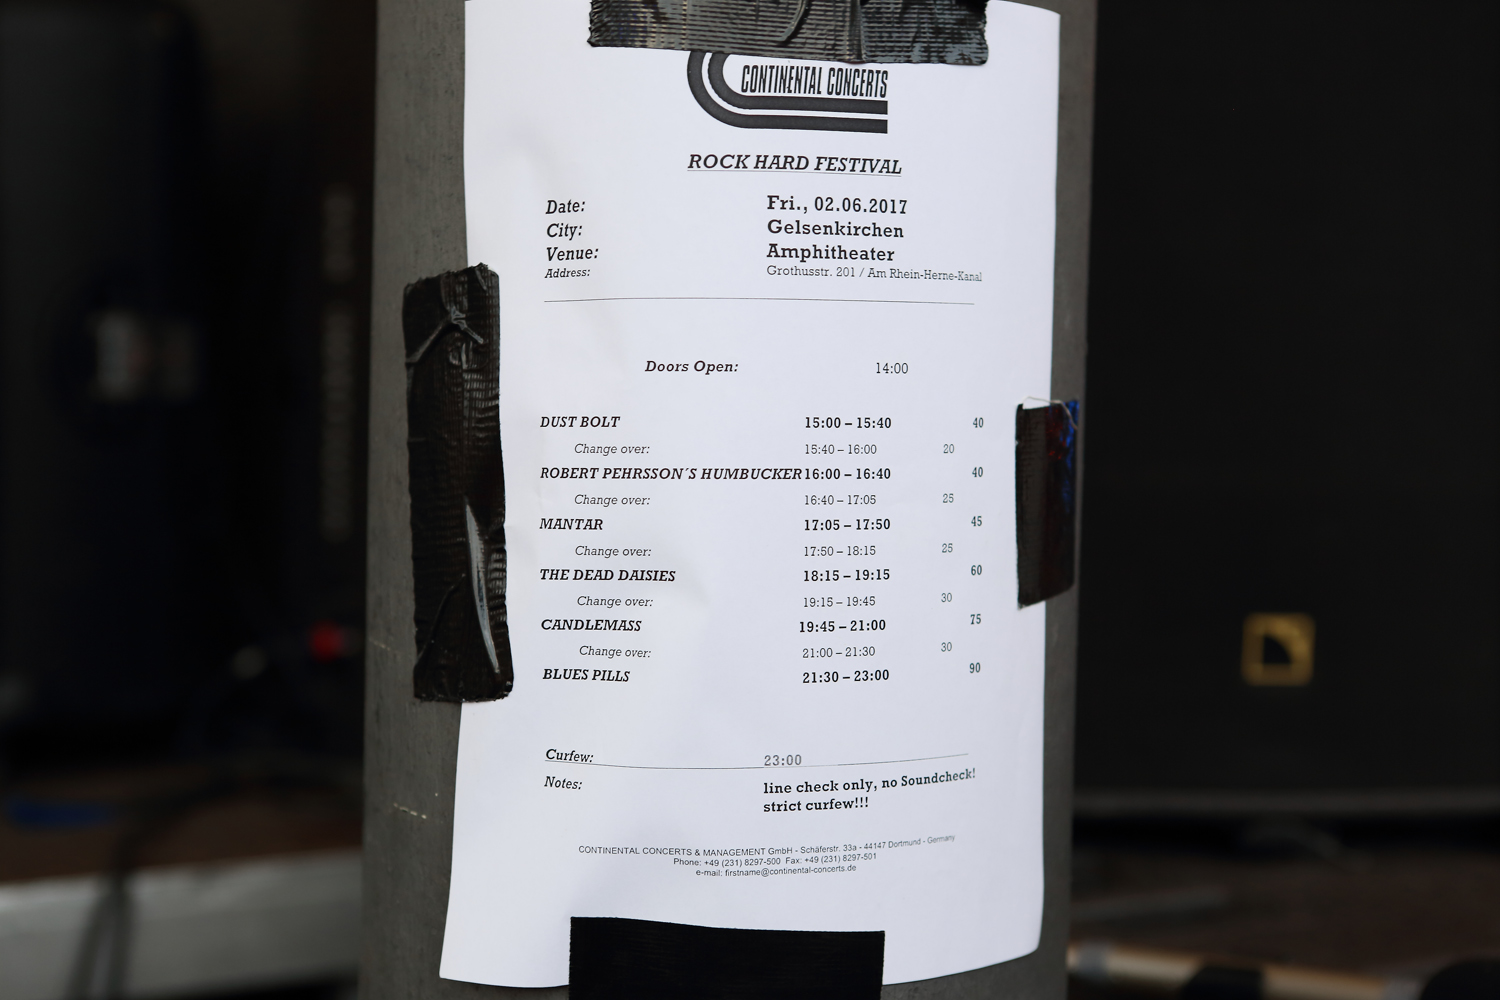 CONTINENTAL CONCERTS
ROCK HARD FESTIVAL
Date: Fri., 02.06.2017
City: Gelsenkirchen
Venue: Amphitheater
Address: Grothusstr. 201 / Am Rhein-Herne-Kanal
Doors Open: 14:00
DUST BOLT 15:00 – 15:40 40
Change over: 15:40 – 16:00 20
ROBERT PEHRSSON´S HUMBUCKER 16:00 – 16:40 40
Change over: 16:40 – 17:05 25
MANTAR 17:05 – 17:50 45
Change over: 17:50 – 18:15 25
THE DEAD DAISIES 18:15 – 19:15 60
Change over: 19:15 – 19:45 30
CANDLEMASS 19:45 – 21:00 75
Change over: 21:00 – 21:30 30
BLUES PILLS 21:30 – 23:00 90
Curfew: 23:00
Notes: line check only, no Soundcheck!
strict curfew!!!
CONTINENTAL CONCERTS & MANAGEMENT GmbH - Schäferstr. 33a - 44147 Dortmund - Germany
Phone: +49 (231) 8297-500 Fax: +49 (231) 8297-501
e-mail: firstname@continental-concerts.de